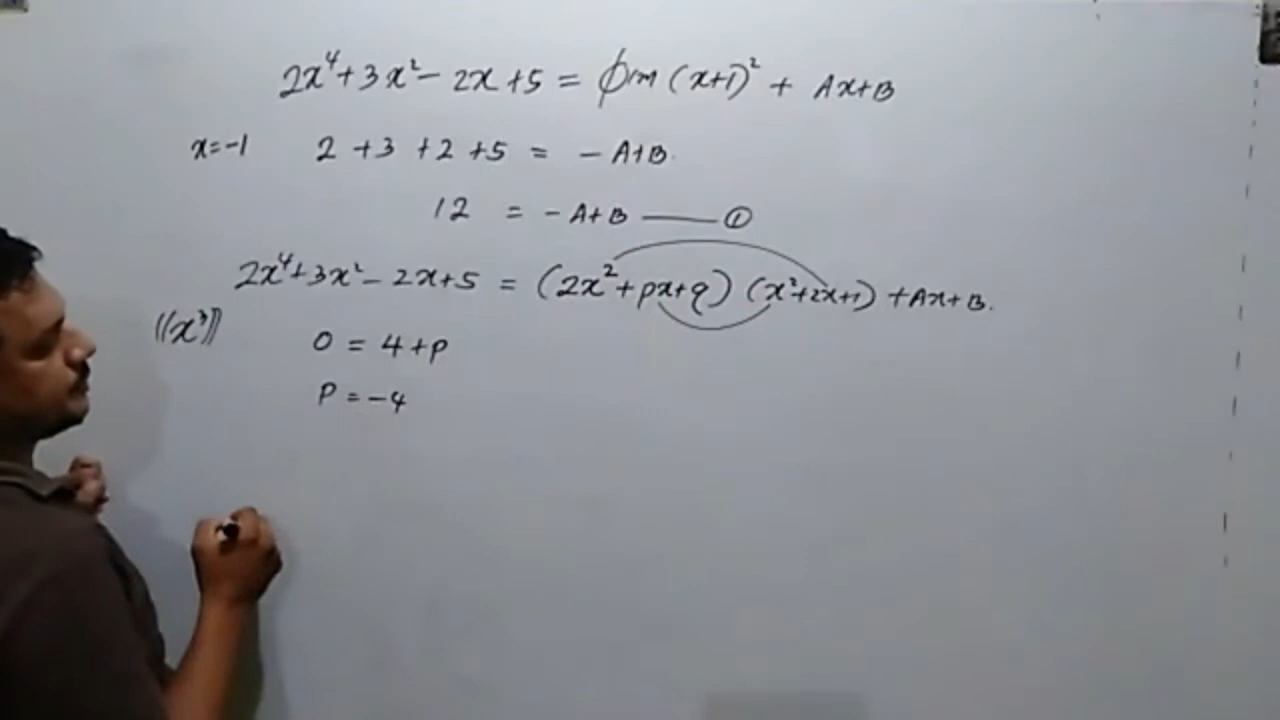 2x⁴+3x²-2x+5 = ϕ(x) (x+1)² + Ax+B
x=-1 2 +3 +2 +5 = -A+B.
12 = -A+B —— ①
2x⁴+3x²-2x+5 = (2x²+px+q) (x²+2x+1) +Ax+B.
((x³)) 0 = 4+p
P = -4